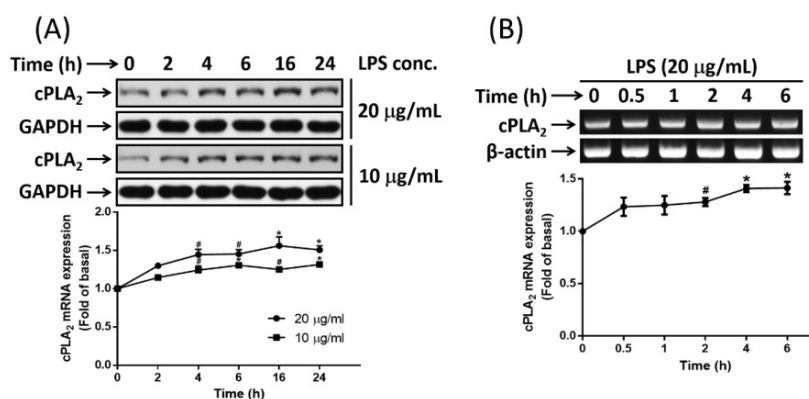 (A)
Time (h) 0 2 4 6 16 24 LPS conc.
cPLA₂
GAPDH
20 μg/mL
cPLA₂
GAPDH
10 μg/mL
cPLA₂ mRNA expression
(Fold of basal)
2.0
1.5
1.0
0.5
0.0
# # * *
# * # *
20 μg/ml
10 μg/ml
0 2 4 6 16 24
Time (h)
(B)
LPS (20 μg/mL)
Time (h) 0 0.5 1 2 4 6
cPLA₂
β-actin
cPLA₂ mRNA expression
(Fold of basal)
1.5
1.0
0.5
0.0
# * *
0 0.5 1 2 4 6
Time (h)